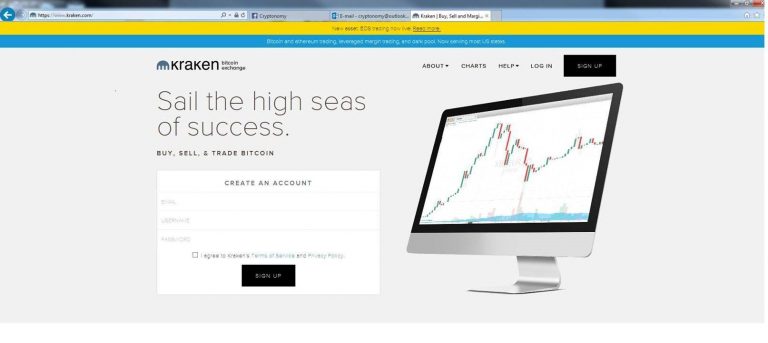 https://www.kraken.com/
Cryptonomy
E-mail - cryptonomy@outlook...
Kraken | Buy, Sell and Margi...
New asset: EOS trading now live. Read more.
Bitcoin and ethereum trading, leveraged margin trading, and dark pool. Now serving most US states.
kraken bitcoin exchange
ABOUT
CHARTS
HELP
LOG IN
SIGN UP
Sail the high seas
of success.
BUY, SELL, & TRADE BITCOIN
CREATE AN ACCOUNT
EMAIL
USERNAME
PASSWORD
I agree to Kraken's Terms of Service and Privacy Policy.
SIGN UP